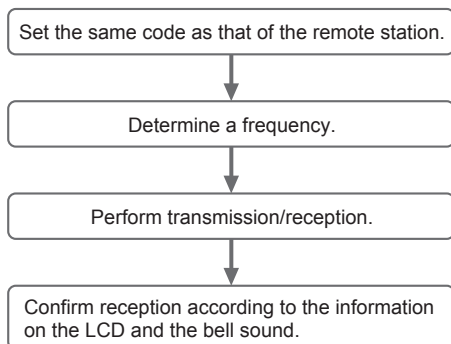 Set the same code as that of the remote station.
Determine a frequency.
Perform transmission/reception.
Confirm reception according to the information
on the LCD and the bell sound.